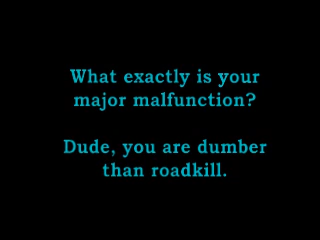 What exactly is your
major malfunction?
Dude, you are dumber
than roadkill.